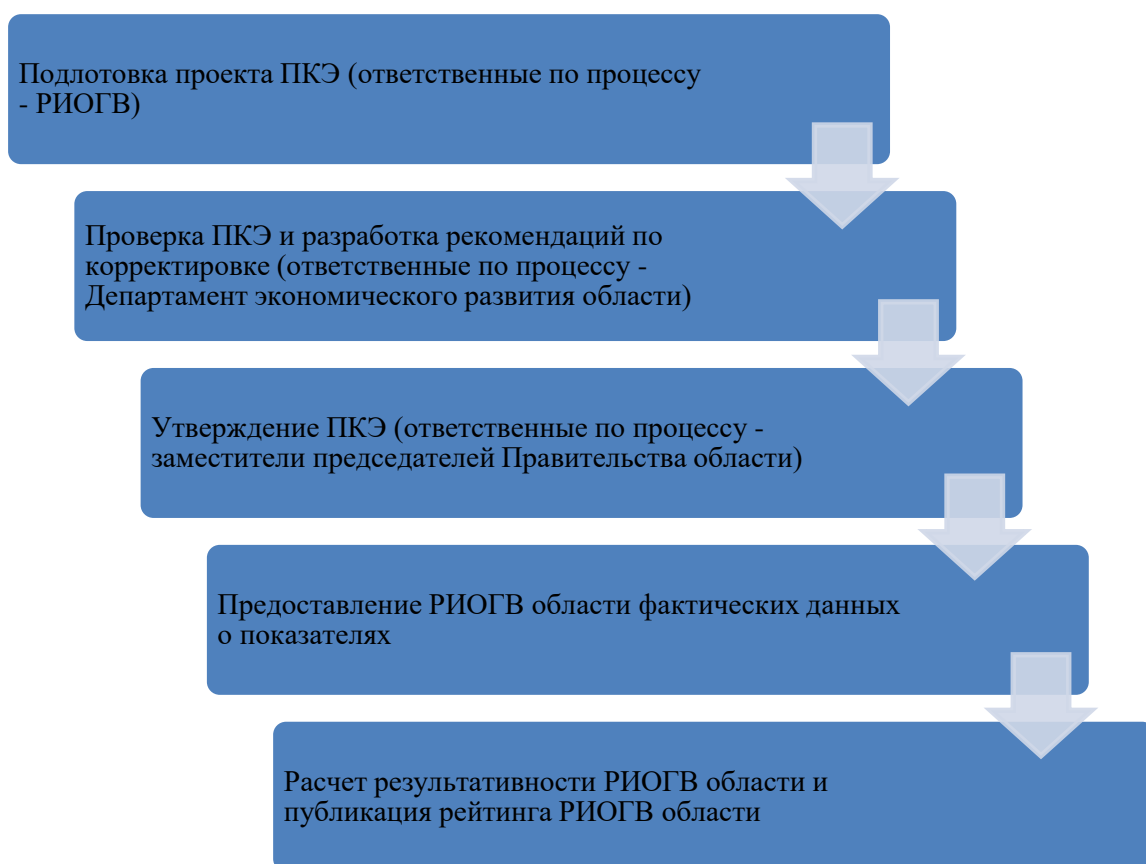 Подлотовка проекта ПКЭ (ответственные по процессу
- РИОГВ)
Проверка ПКЭ и разработка рекомендаций по
корректировке (ответственные по процессу -
Департамент экономического развития области)
Утверждение ПКЭ (ответственные по процессу -
заместители председателей Правительства области)
Предоставление РИОГВ области фактических данных
о показателях
Расчет результативности РИОГВ области и
публикация рейтинга РИОГВ области